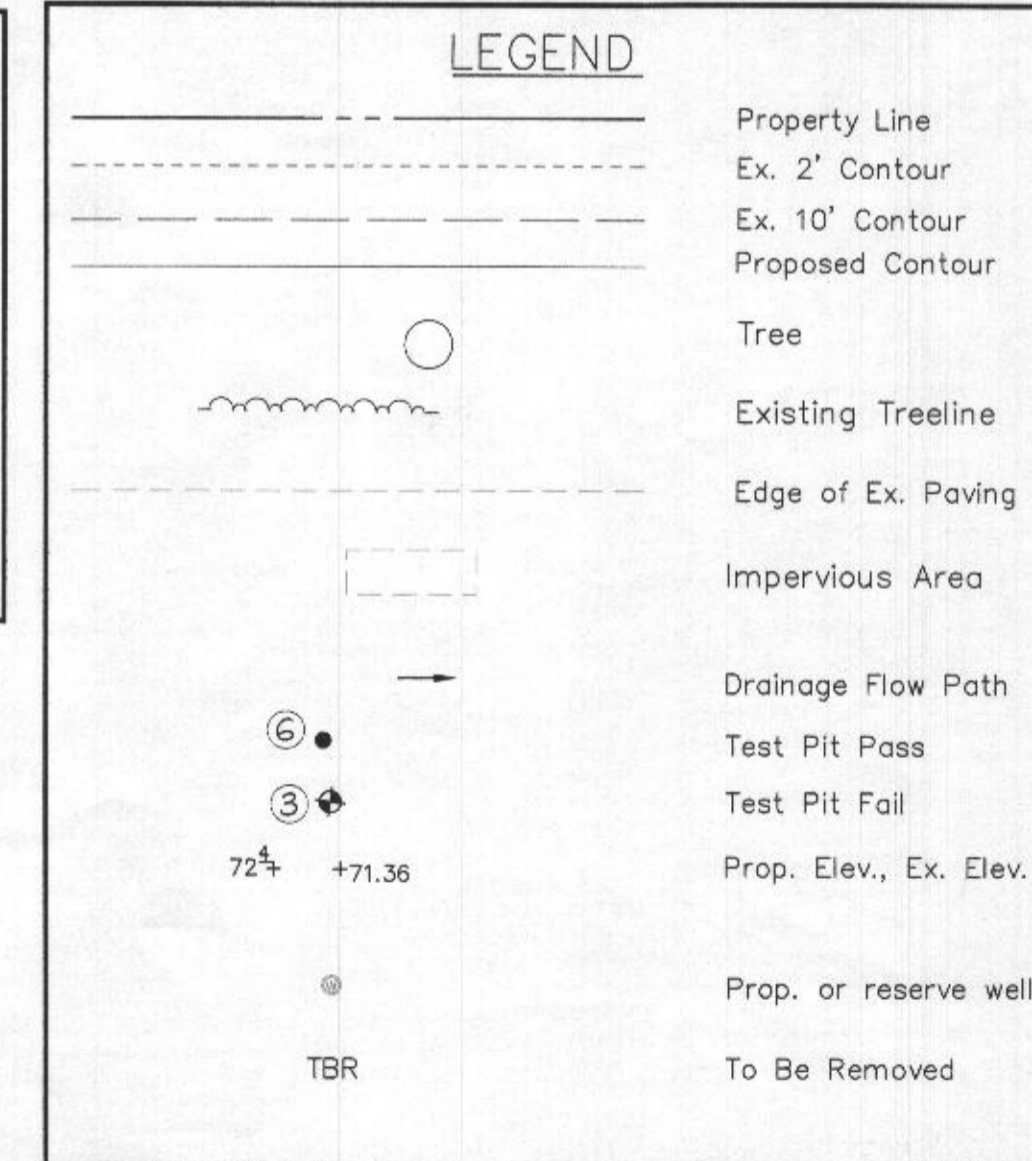 LEGEND
Property Line
Ex. 2' Contour
Ex. 10' Contour
Proposed Contour
Tree
Existing Treeline
Edge of Ex. Paving
Impervious Area
Drainage Flow Path
6 Test Pit Pass
3 Test Pit Fail
72⁴+ +71.36 Prop. Elev., Ex. Elev.
Prop. or reserve well
TBR To Be Removed